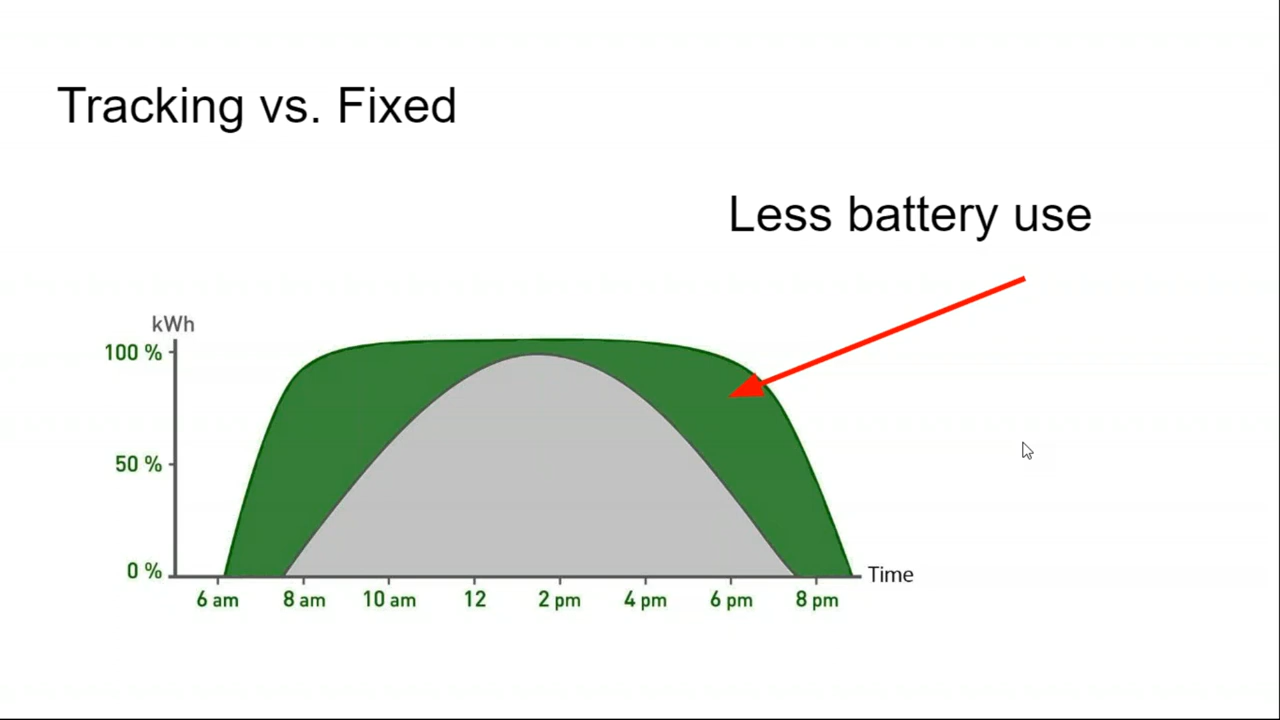 Tracking vs. Fixed
Less battery use
kWh
100 %
50 %
0 %
Time
6 am 8 am 10 am 12 2 pm 4 pm 6 pm 8 pm